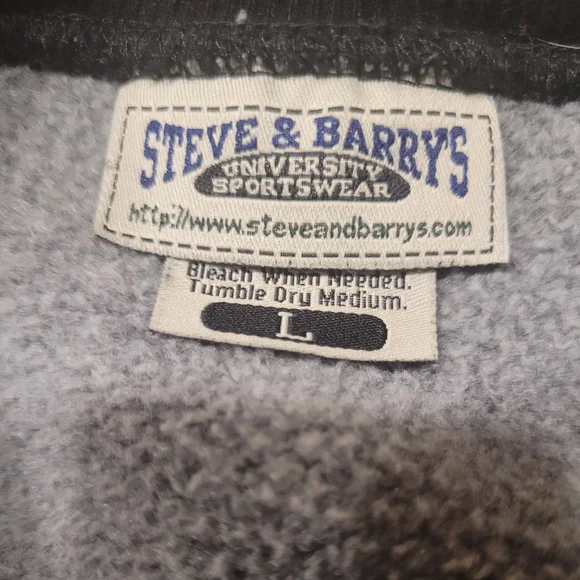 STEVE & BARRY'S
UNIVERSITY
SPORTSWEAR
http://www.steveandbarrys.com
Bleach When Needed.
Tumble Dry Medium.
L